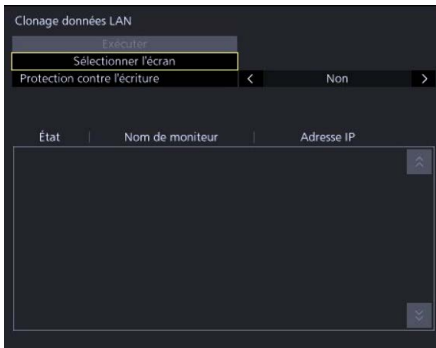 Clonage données LAN
Exécuter
Sélectionner l'écran
Protection contre l'écriture < Non >
État | Nom de moniteur | Adresse IP